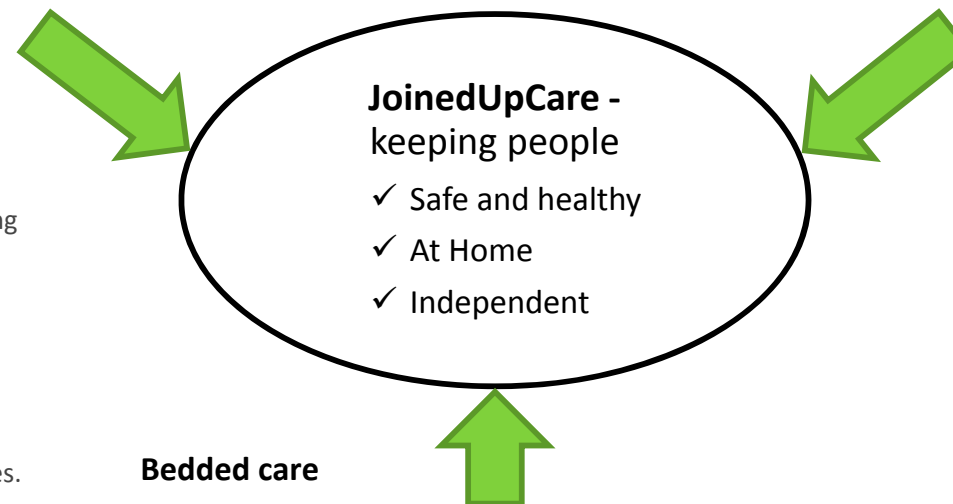 JoinedUpCare -
keeping people
✓ Safe and healthy
✓ At Home
✓ Independent
Bedded care